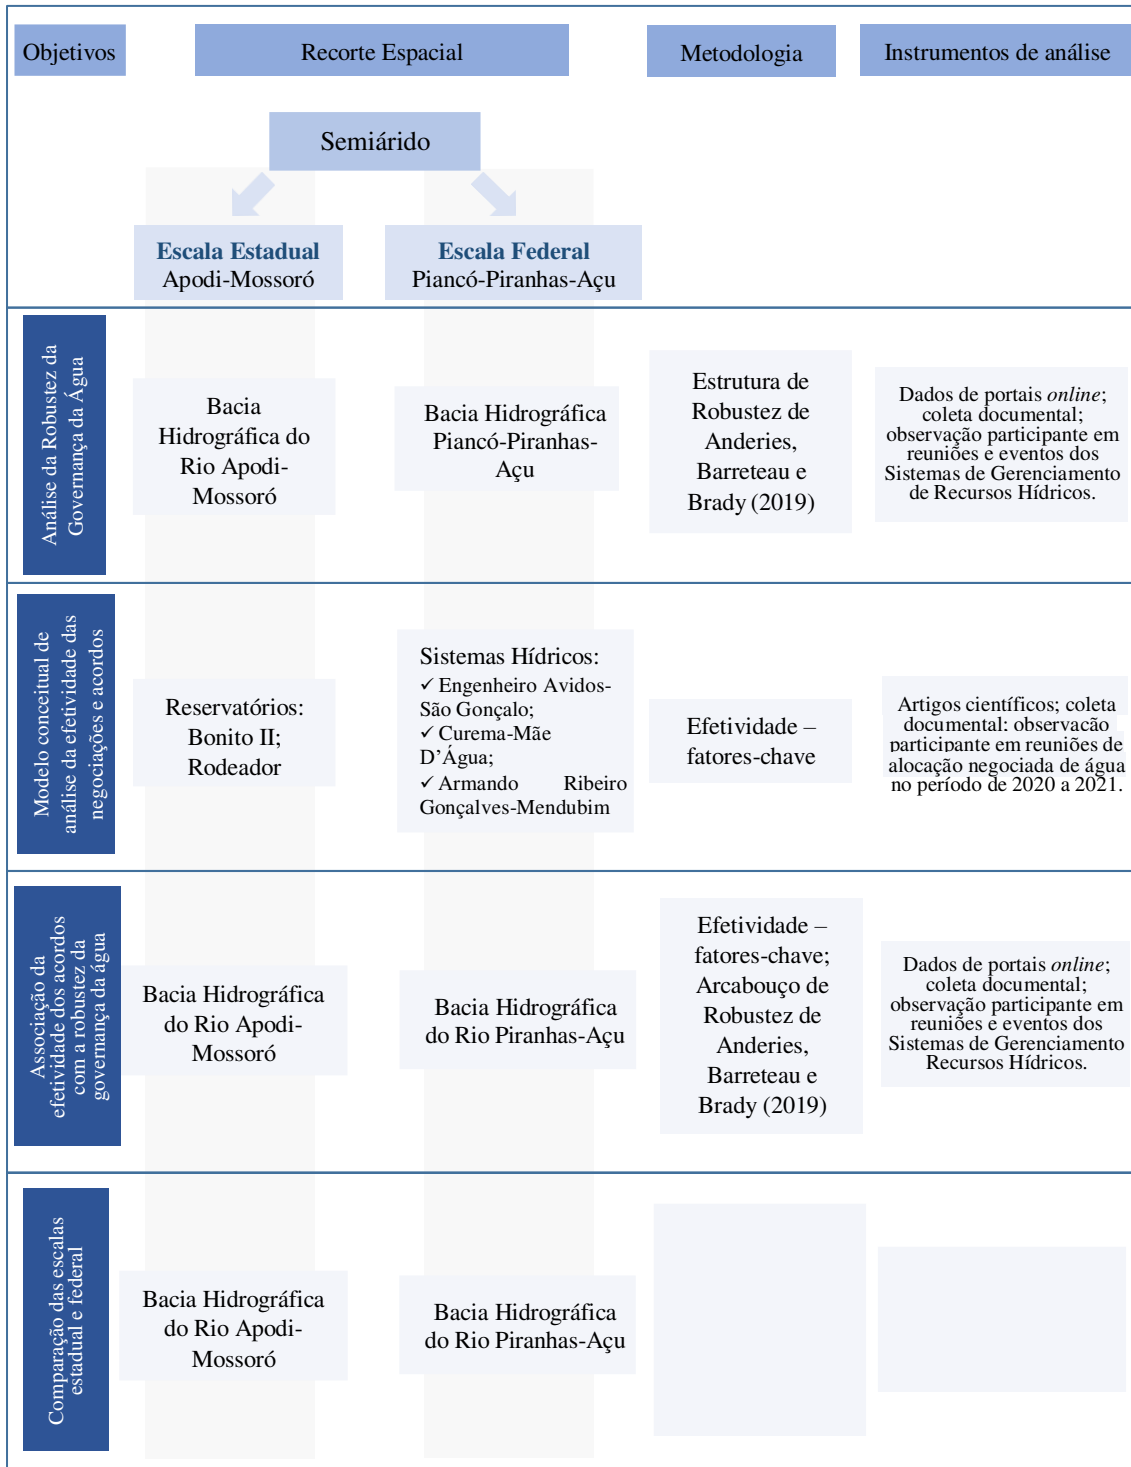 Objetivos
Recorte Espacial
Metodologia
Instrumentos de análise
Semiárido
Escala Estadual
Apodi-Mossoró
Escala Federal
Piancó-Piranhas-Açu
Análise da Robustez da
Governança da Água
Bacia
Hidrográfica do
Rio Apodi-
Mossoró
Bacia Hidrográfica
Piancó-Piranhas-
Açu
Estrutura de
Robustez de
Anderies,
Barreteau e
Brady (2019)
Dados de portais online;
coleta documental;
observação participante em
reuniões e eventos dos
Sistemas de Gerenciamento
de Recursos Hídricos.
Modelo conceitual de
análise da efetividade das
negociações e acordos
Reservatórios:
Bonito II;
Rodeador
Sistemas Hídricos:
✓ Engenheiro Avidos-
São Gonçalo;
✓ Curema-Mãe
D’Água;
✓ Armando Ribeiro
Gonçalves-Mendubim
Efetividade –
fatores-chave
Artigos científicos; coleta
documental; observação
participante em reuniões de
alocação negociada de água
no período de 2020 a 2021.
Associação da
efetividade dos acordos
com a robustez da
governança da água
Bacia Hidrográfica
do Rio Apodi-
Mossoró
Bacia Hidrográfica
do Rio Piranhas-Açu
Efetividade –
fatores-chave;
Arcabouço de
Robustez de
Anderies,
Barreteau e
Brady (2019)
Dados de portais online;
coleta documental;
observação participante em
reuniões e eventos dos
Sistemas de Gerenciamento
Recursos Hídricos.
Comparação das escalas
estadual e federal
Bacia Hidrográfica
do Rio Apodi-
Mossoró
Bacia Hidrográfica
do Rio Piranhas-Açu